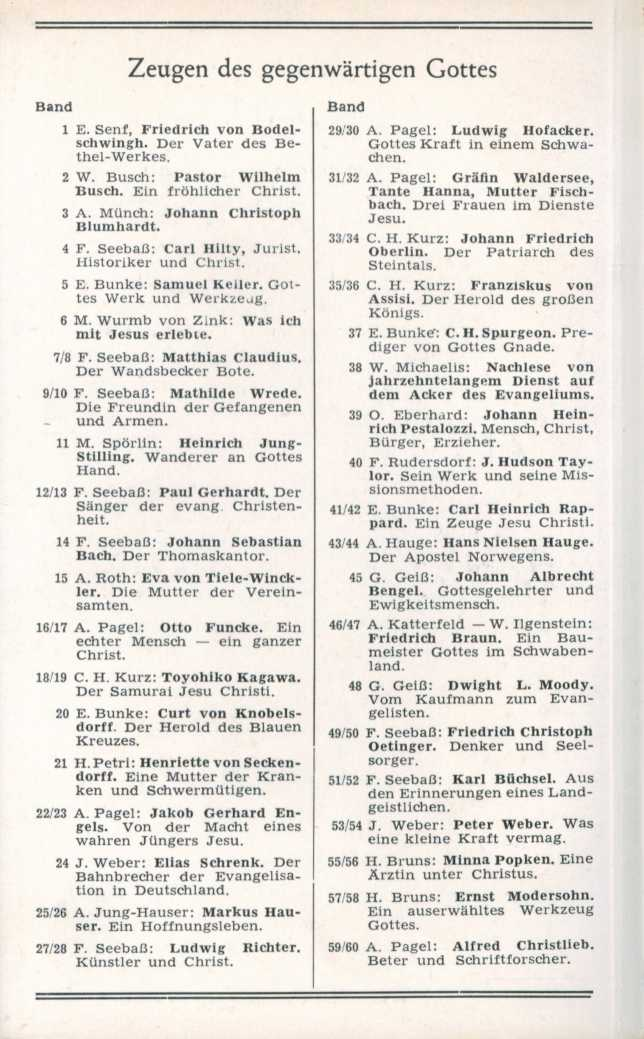 Zeugen des gegenwärtigen Gottes
Band
1 E. Senf, Friedrich von Bodel-
schwingh. Der Vater des Be-
thel-Werkes.
2 W. Busch: Pastor Wilhelm
Busch. Ein fröhlicher Christ.
3 A. Münch: Johann Christoph
Blumhardt.
4 F. Seebaß: Carl Hilty, Jurist,
Historiker und Christ.
5 E. Bunke: Samuel Keller. Got-
tes Werk und Werkzeug.
6 M. Wurmb von Zink: Was ich
mit Jesus erlebte.
7/8 F. Seebaß: Matthias Claudius.
Der Wandsbecker Bote.
9/10 F. Seebaß: Mathilde Wrede.
Die Freundin der Gefangenen
und Armen.
11 M. Spörlin: Heinrich Jung-
Stilling. Wanderer an Gottes
Hand.
12/13 F. Seebaß: Paul Gerhardt. Der
Sänger der evang. Christen-
heit.
14 F. Seebaß: Johann Sebastian
Bach. Der Thomaskantor.
15 A. Roth: Eva von Tiele-Winck-
ler. Die Mutter der Verein-
samten.
16/17 A. Pagel: Otto Funcke. Ein
echter Mensch — ein ganzer
Christ.
18/19 C. H. Kurz: Toyohiko Kagawa.
Der Samurai Jesu Christi.
20 E. Bunke: Curt von Knobels-
dorff. Der Herold des Blauen
Kreuzes.
21 H. Petri: Henriette von Secken-
dorff. Eine Mutter der Kran-
ken und Schwermütigen.
22/23 A. Pagel: Jakob Gerhard En-
gels. Von der Macht eines
wahren Jüngers Jesu.
24 J. Weber: Elias Schrenk. Der
Bahnbrecher der Evangelisa-
tion in Deutschland.
25/26 A. Jung-Hauser: Markus Hau-
ser. Ein Hoffnungsleben.
27/28 F. Seebaß: Ludwig Richter.
Künstler und Christ.
Band
29/30 A. Pagel: Ludwig Hofacker.
Gottes Kraft in einem Schwa-
chen.
31/32 A. Pagel: Gräfin Waldersee,
Tante Hanna, Mutter Fisch-
bach. Drei Frauen im Dienste
Jesu.
33/34 C. H. Kurz: Johann Friedrich
Oberlin. Der Patriarch des
Steintals.
35/36 C. H. Kurz: Franziskus von
Assisi. Der Herold des großen
Königs.
37 E. Bunke: C. H. Spurgeon. Pre-
diger von Gottes Gnade.
38 W. Michaelis: Nachlese von
jahrzehntelangem Dienst auf
dem Acker des Evangeliums.
39 O. Eberhard: Johann Hein-
rich Pestalozzi. Mensch, Christ,
Bürger, Erzieher.
40 F. Rudersdorf: J. Hudson Tay-
lor. Sein Werk und seine Mis-
sionsmethoden.
41/42 E. Bunke: Carl Heinrich Rap-
pard. Ein Zeuge Jesu Christi.
43/44 A. Hauge: Hans Nielsen Hauge.
Der Apostel Norwegens.
45 G. Geiß: Johann Albrecht
Bengel. Gottesgelehrter und
Ewigkeitsmensch.
46/47 A. Katterfeld — W. Ilgenstein:
Friedrich Braun. Ein Bau-
meister Gottes im Schwaben-
land.
48 G. Geiß: Dwight L. Moody.
Vom Kaufmann zum Evan-
gelisten.
49/50 F. Seebaß: Friedrich Christoph
Oetinger. Denker und Seel-
sorger.
51/52 F. Seebaß: Karl Büchsel. Aus
den Erinnerungen eines Land-
geistlichen.
53/54 J. Weber: Peter Weber. Was
eine kleine Kraft vermag.
55/56 H. Bruns: Minna Popken. Eine
Ärztin unter Christus.
57/58 H. Bruns: Ernst Modersohn.
Ein auserwähltes Werkzeug
Gottes.
59/60 A. Pagel: Alfred Christlieb.
Beter und Schriftforscher.